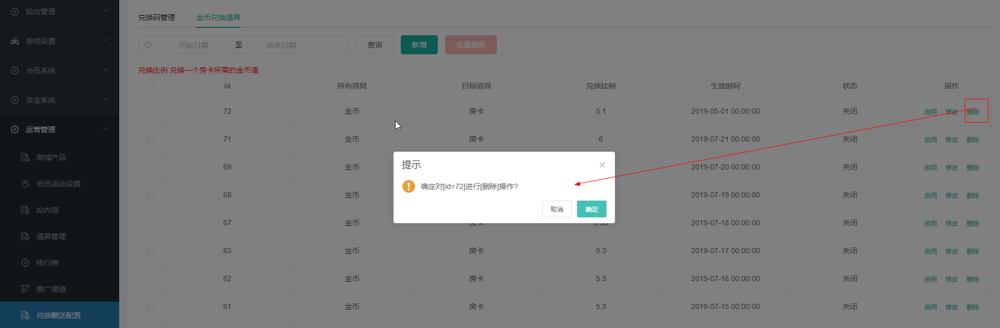 后台管理
游戏设置
会员系统
资金系统
运营管理
商城产品
会员活动设置
站内信
道具管理
排行榜
推广渠道
兑换赠送配置
兑换码管理 金币兑换道具
开始日期 至 结束日期 查询 新增 批量删除
兑换比例:兑换一个房卡所需的金币值
id 持有道具 目标道具 兑换比例 生效时间 状态 操作
72 金币 房卡 5.1 2019-05-01 00:00:00 关闭 启用 修改 删除
71 金币 房卡 6 2019-07-21 00:00:00 关闭 启用 修改 删除
69 金币 2019-07-20 00:00:00 关闭 启用 修改 删除
68 金币 2019-07-19 00:00:00 关闭 启用 修改 删除
67 金币 房卡 2019-07-18 00:00:00 关闭 启用 修改 删除
63 金币 房卡 5.3 2019-07-17 00:00:00 关闭 启用 修改 删除
62 金币 房卡 5.3 2019-07-16 00:00:00 关闭 启用 修改 删除
61 金币 房卡 5.3 2019-07-15 00:00:00 关闭 启用 修改 删除
提示
确定对[id=72]进行[删除]操作?
取消 确定